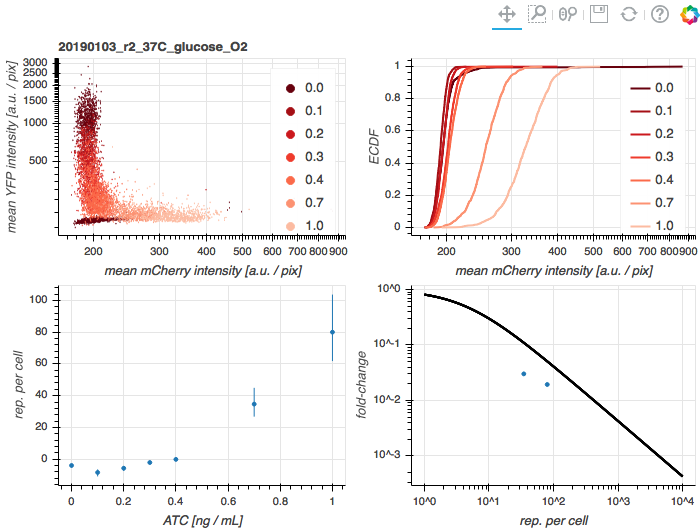 20190103_r2_37C_glucose_O2
mean YFP intensity [a.u. / pix]
3000
2500
2000
1500
1000
500
0.0
0.1
0.2
0.3
0.4
0.7
1.0
200 300 400 500 600 700 800 900
mean mCherry intensity [a.u. / pix]
ECDF
1
0.8
0.6
0.4
0.2
0
0.0
0.1
0.2
0.3
0.4
0.7
1.0
200 300 400 500 600 700 800 900
mean mCherry intensity [a.u. / pix]
rep. per cell
100
80
60
40
20
0
0 0.2 0.4 0.6 0.8 1
ATC [ng / mL]
fold-change
10^0
10^-1
10^-2
10^-3
10^0 10^1 10^2 10^3 10^4
rep. per cell